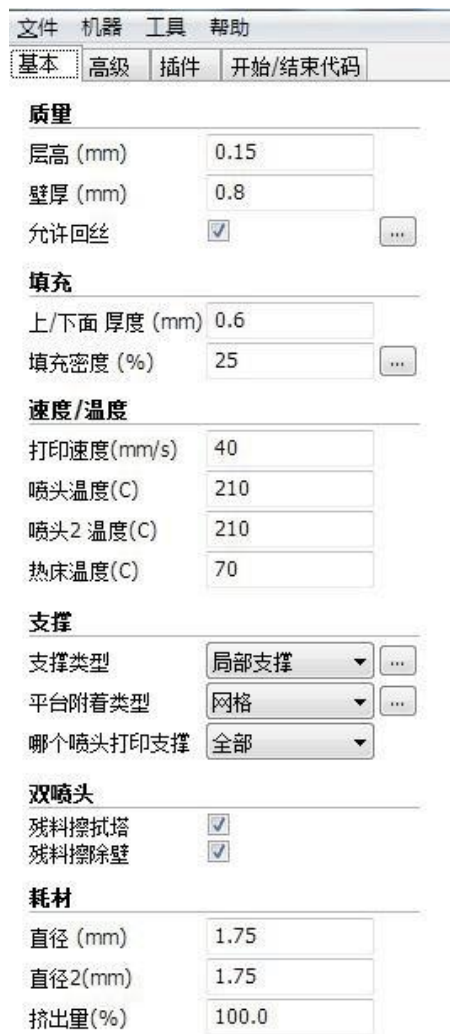 文件 机器 工具 帮助
基本 高级 插件 开始/结束代码
质量
层高 (mm) 0.15
壁厚 (mm) 0.8
允许回丝 ...
填充
上/下面 厚度 (mm) 0.6
填充密度 (%) 25 ...
速度/温度
打印速度(mm/s) 40
喷头温度(C) 210
喷头2 温度(C) 210
热床温度(C) 70
支撑
支撑类型 局部支撑 ...
平台附着类型 网格 ...
哪个喷头打印支撑 全部
双喷头
残料擦拭塔
残料擦除壁
耗材
直径 (mm) 1.75
直径2(mm) 1.75
挤出量(%) 100.0